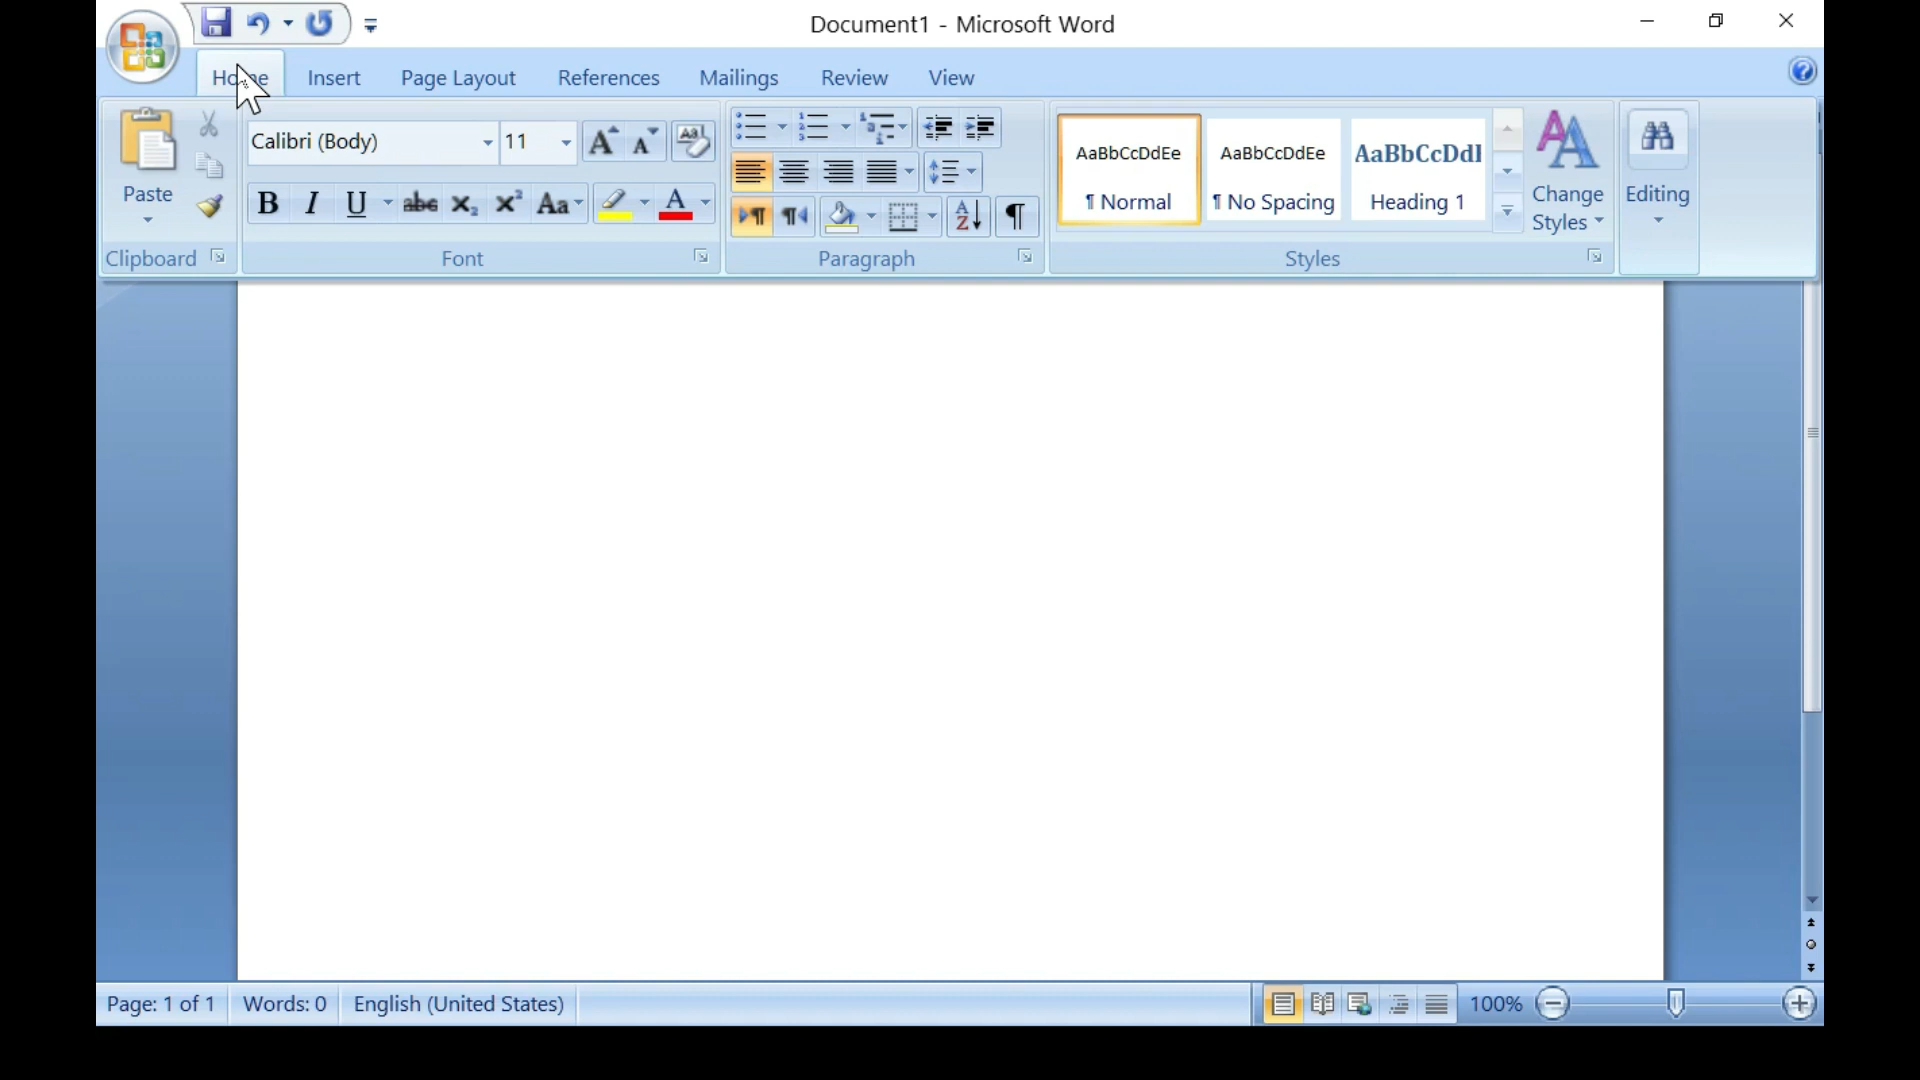 Document1 - Microsoft Word
Home Insert Page Layout References Mailings Review View
Paste
Clipboard
Calibri (Body) 11
B I U abc X₂ X² Aa A
Font
Paragraph
AaBbCcDdEe AaBbCcDdEe AaBbCcDdI
¶ Normal ¶ No Spacing Heading 1
Change
Styles
Styles
Editing
Page: 1 of 1 Words: 0 English (United States) 100%